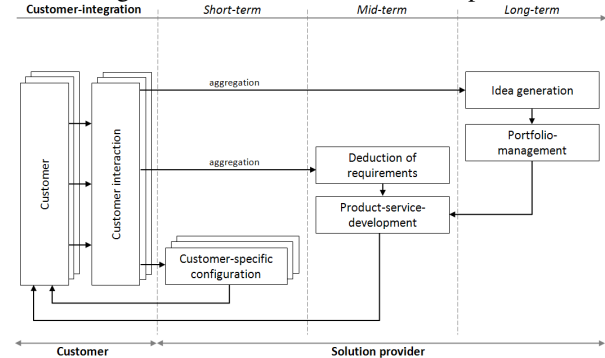 Customer-integration
Short-term
Mid-term
Long-term
aggregation
Idea generation
Customer
Customer interaction
Portfolio-
management
aggregation
Deduction of
requirements
Product-service-
development
Customer-specific
configuration
Customer
Solution provider